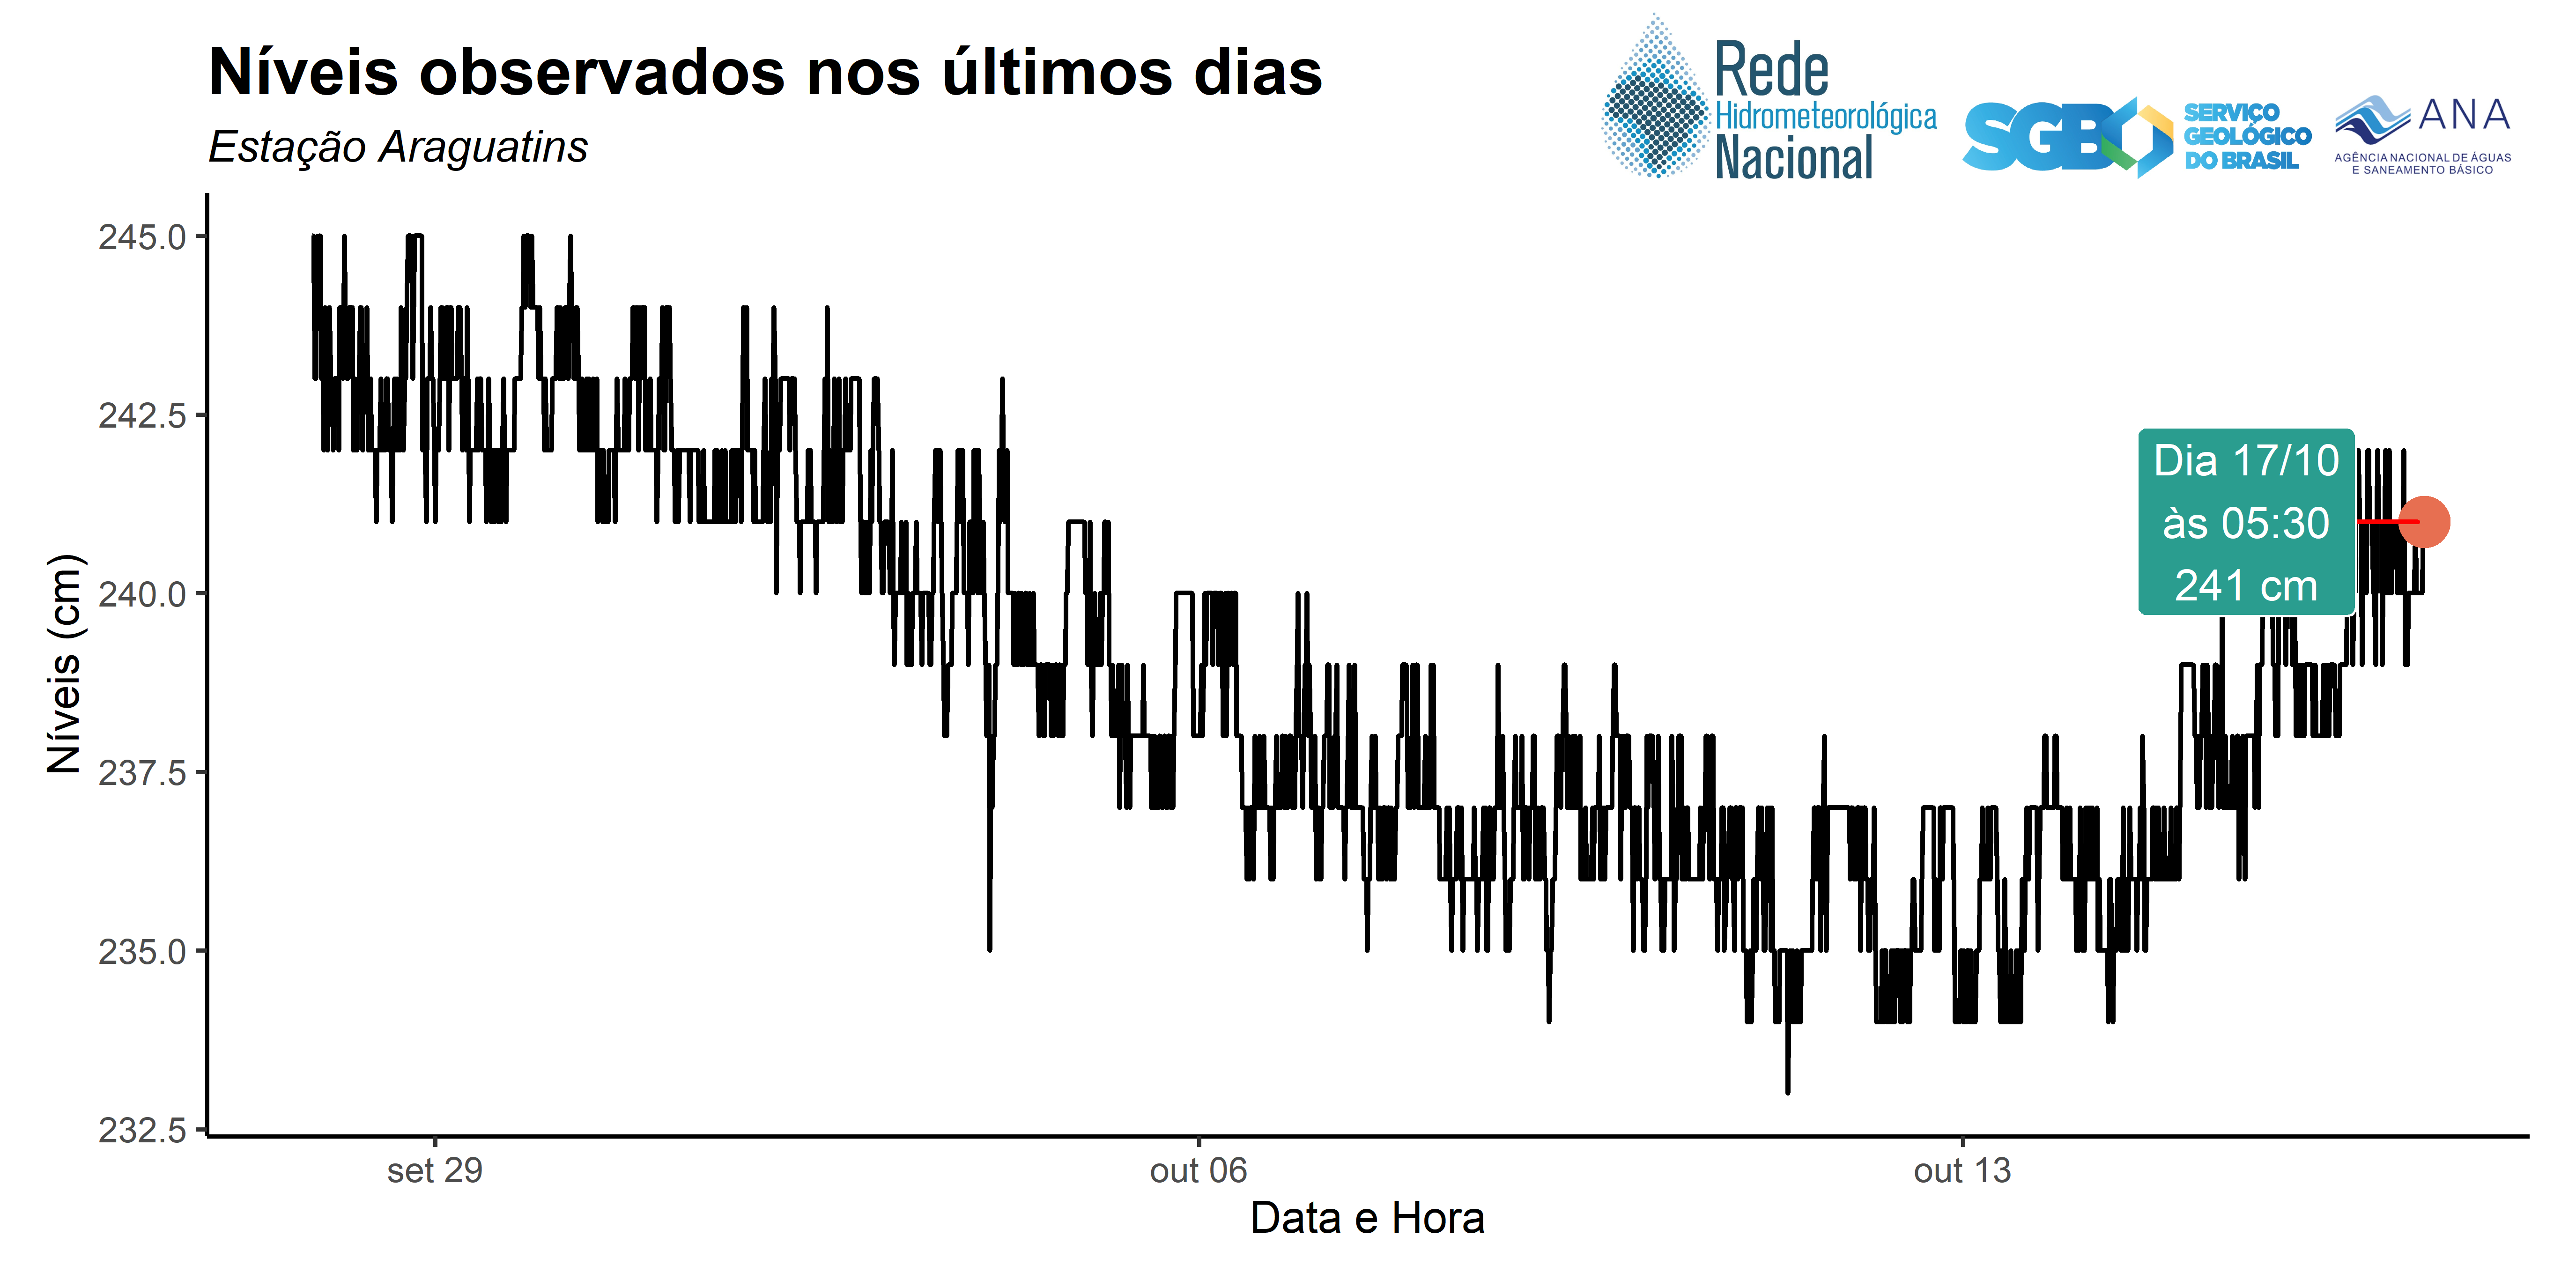 Níveis observados nos últimos dias
Estação Araguatins
Rede
Hidrometeorológica
Nacional
SGB
SERVIÇO
GEOLÓGICO
DO BRASIL
ANA
AGÊNCIA NACIONAL DE ÁGUAS
E SANEAMENTO BÁSICO
Níveis (cm)
245.0
242.5
240.0
237.5
235.0
232.5
Dia 17/10
às 05:30
241 cm
set 29
out 06
out 13
Data e Hora